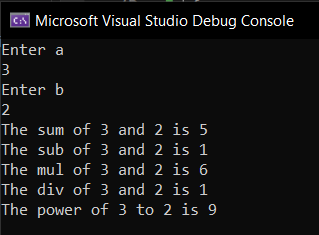 C:\ Microsoft Visual Studio Debug Console
Enter a
3
Enter b
2
The sum of 3 and 2 is 5
The sub of 3 and 2 is 1
The mul of 3 and 2 is 6
The div of 3 and 2 is 1
The power of 3 to 2 is 9